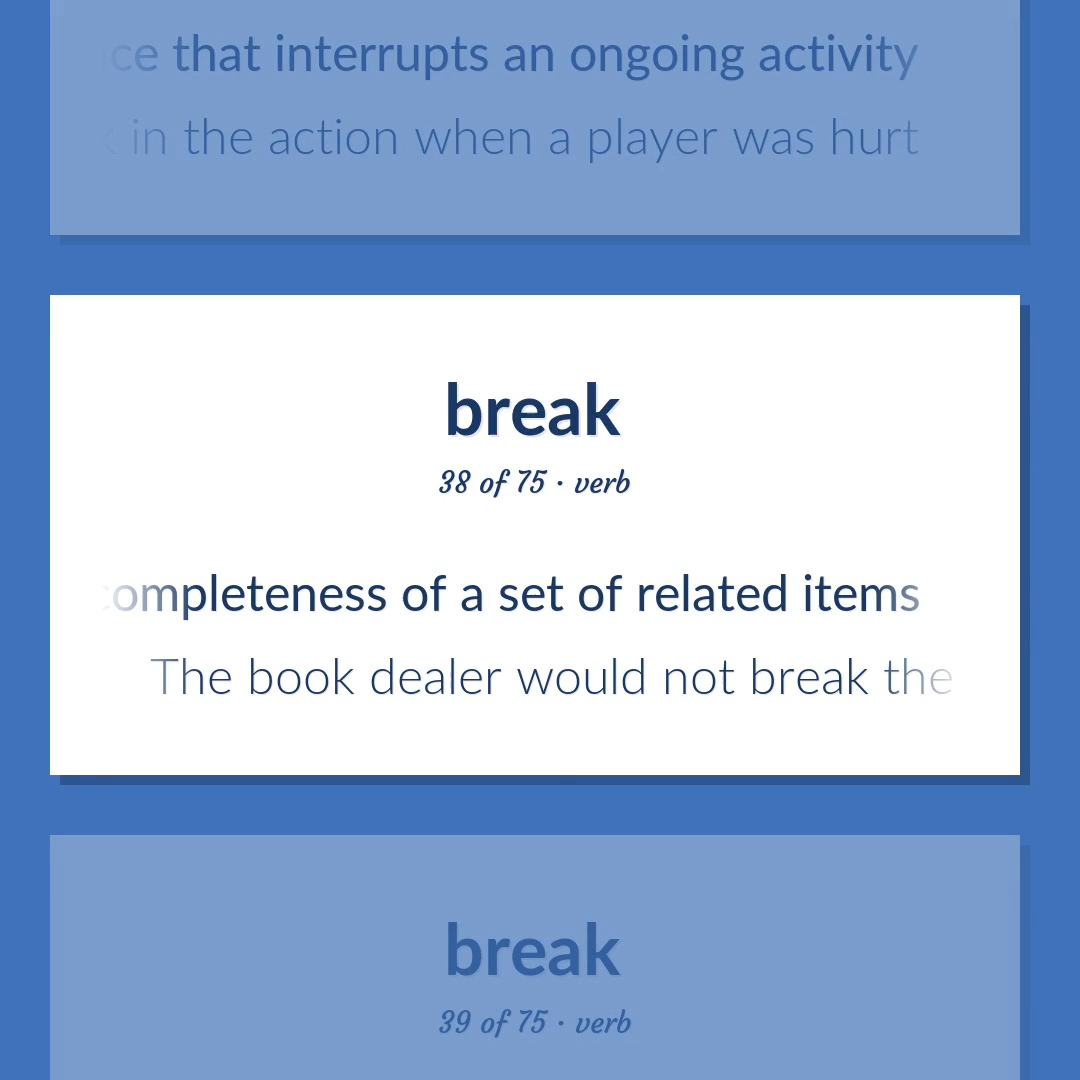 that interrupts an ongoing activity
in the action when a player was hurt
break
38 of 75 · verb
completeness of a set of related items
The book dealer would not break the
break
39 of 75 · verb